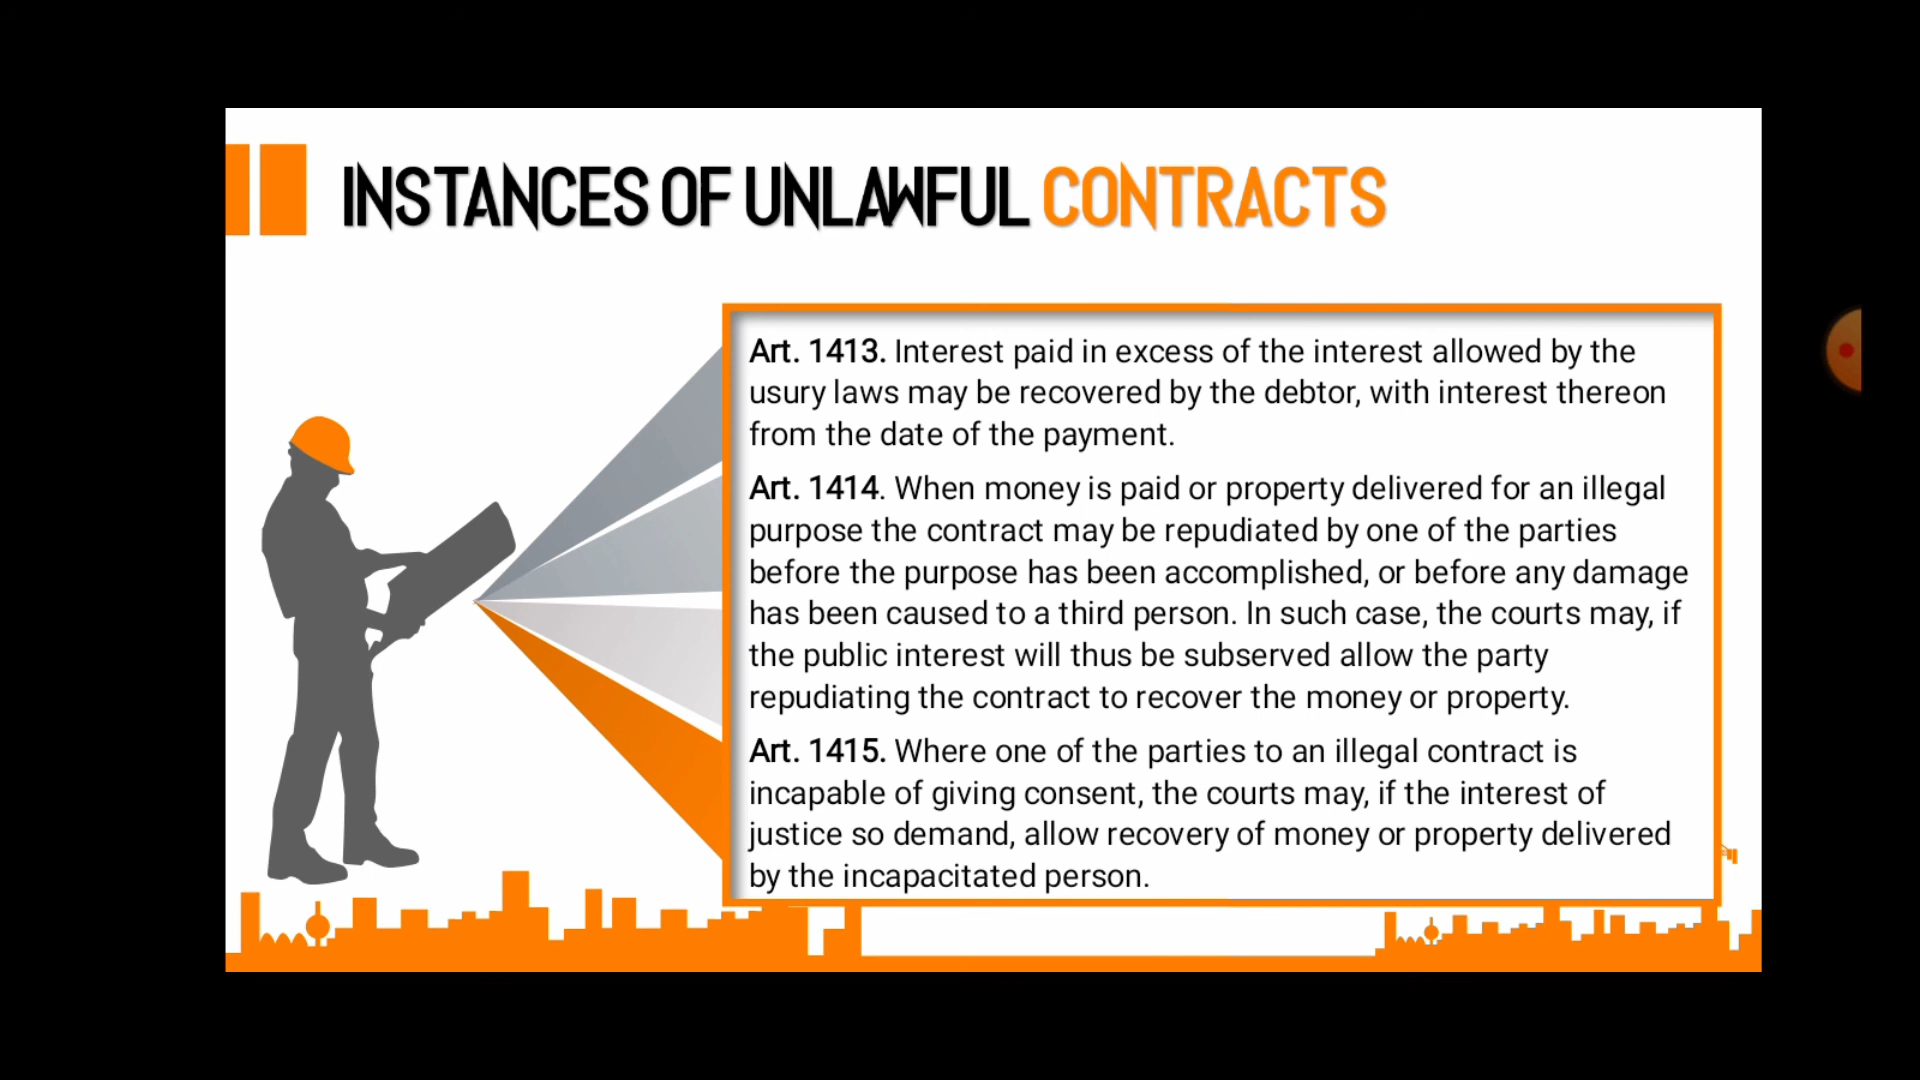 INSTANCES OF UNLAWFUL CONTRACTS
Art. 1413. Interest paid in excess of the interest allowed by the
usury laws may be recovered by the debtor, with interest thereon
from the date of the payment.
Art. 1414. When money is paid or property delivered for an illegal
purpose the contract may be repudiated by one of the parties
before the purpose has been accomplished, or before any damage
has been caused to a third person. In such case, the courts may, if
the public interest will thus be subserved allow the party
repudiating the contract to recover the money or property.
Art. 1415. Where one of the parties to an illegal contract is
incapable of giving consent, the courts may, if the interest of
justice so demand, allow recovery of money or property delivered
by the incapacitated person.